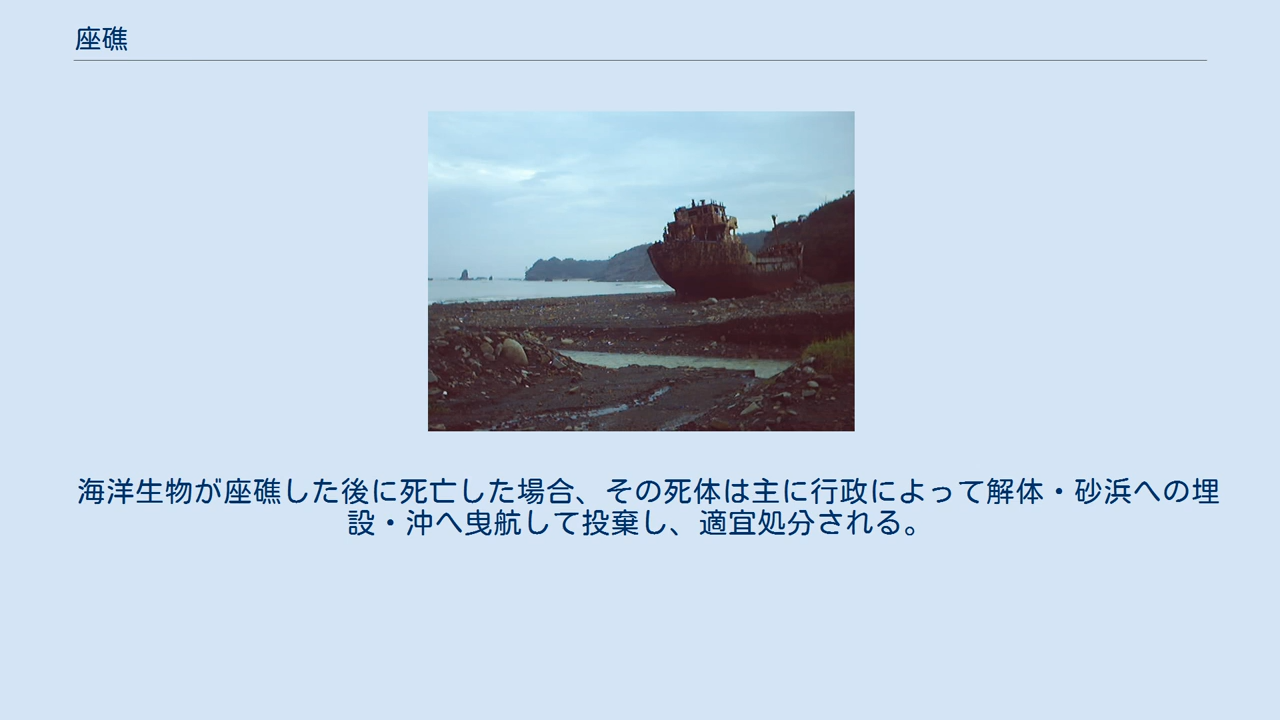 座礁
海洋生物が座礁した後に死亡した場合、その死体は主に行政によって解体・砂浜への埋
設・沖へ曳航して投棄し、適宜処分される。